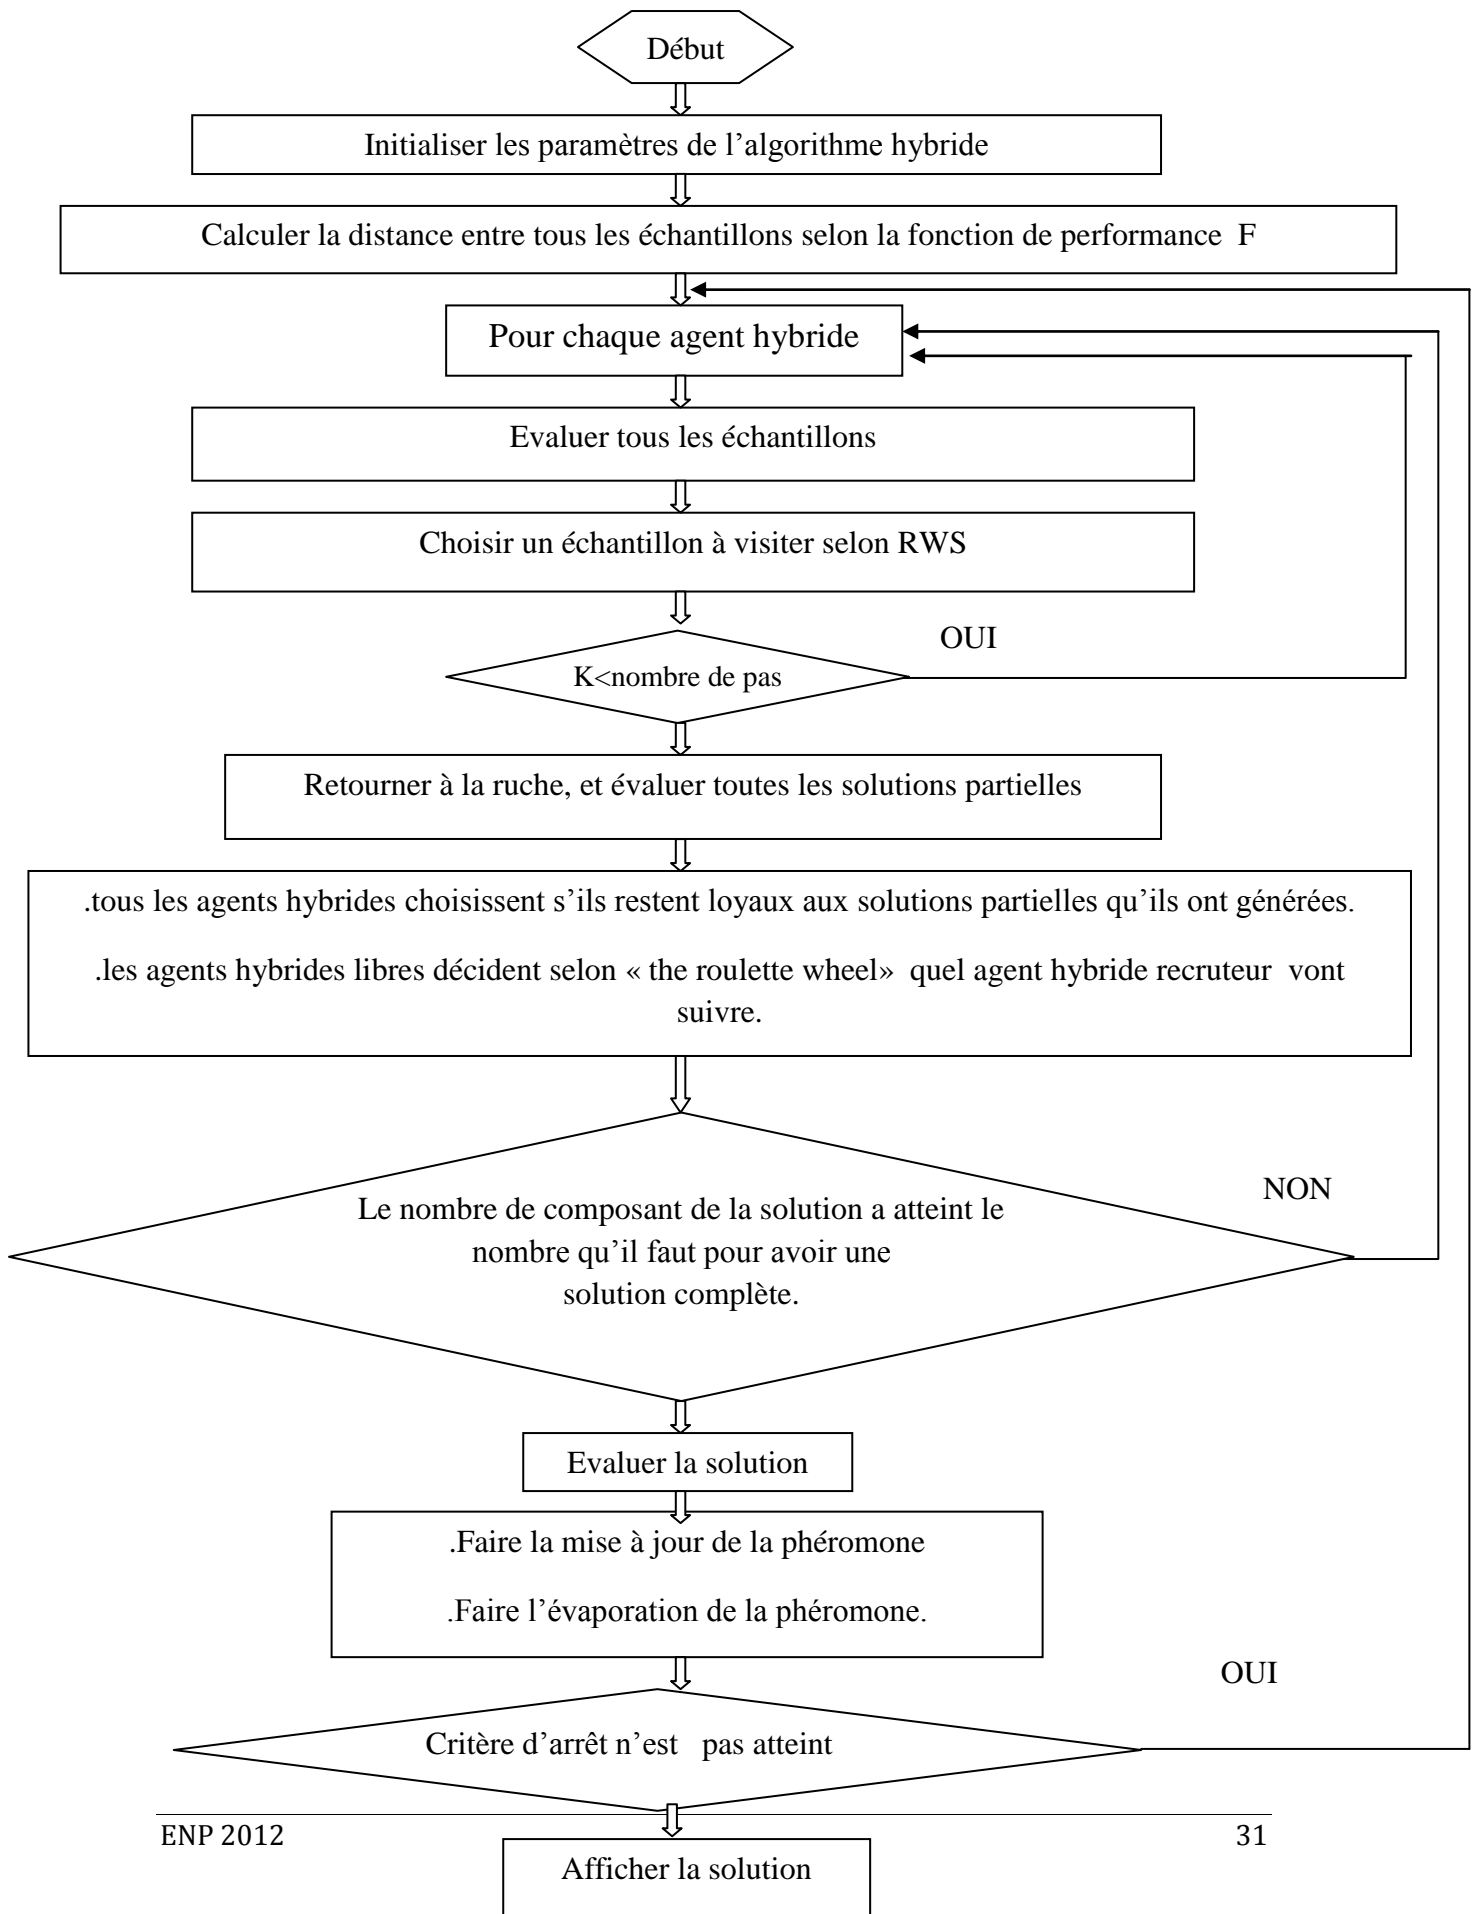 Début
Initialiser les paramètres de l’algorithme hybride
Calculer la distance entre tous les échantillons selon la fonction de performance F
Pour chaque agent hybride
Evaluer tous les échantillons
Choisir un échantillon à visiter selon RWS
OUI
K<nombre de pas
Retourner à la ruche, et évaluer toutes les solutions partielles
.tous les agents hybrides choisissent s’ils restent loyaux aux solutions partielles qu’ils ont générées.
.les agents hybrides libres décident selon « the roulette wheel» quel agent hybride recruteur vont
suivre.
NON
Le nombre de composant de la solution a atteint le
nombre qu’il faut pour avoir une
solution complète.
Evaluer la solution
.Faire la mise à jour de la phéromone
.Faire l’évaporation de la phéromone.
OUI
Critère d’arrêt n’est pas atteint
ENP 2012 31
Afficher la solution